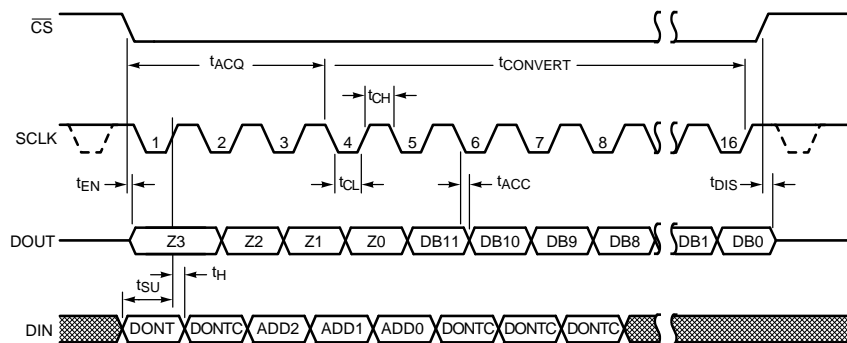 CS
tACQ
tCONVERT
tCH
SCLK
1 2 3 4 5 6 7 8 16
tEN
tCL
tACC
tDIS
DOUT
Z3 Z2 Z1 Z0 DB11 DB10 DB9 DB8 DB1 DB0
tSU
tH
DIN
DONT DONTC ADD2 ADD1 ADD0 DONTC DONTC DONTC